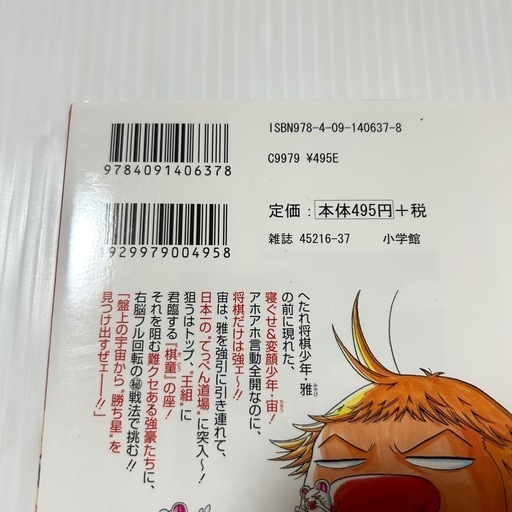 ISBN978-4-09-140637-8
9784091406378
C9979 ¥495E
定価：本体495円+税
1929979004958
雑誌 45216-37 小学館
へたれ将棋少年・雅
みやび
の前に現れた、
寝ぐせ&変顔少年・宙！
ちゅう
アホアホ言動全開なのに、
将棋だけは強ェ〜!!
宙は、雅を強引に引き連れて、
日本一の“てっぺん道場”に突入〜！
狙うはトップ、“王組”に
君臨する「棋童」の座！
それを阻む難クセある強豪たちに、
右脳フル回転の㊙戦法で挑む!!
「盤上の宇宙から“勝ち星”を
見つけ出すぜェーー!!」